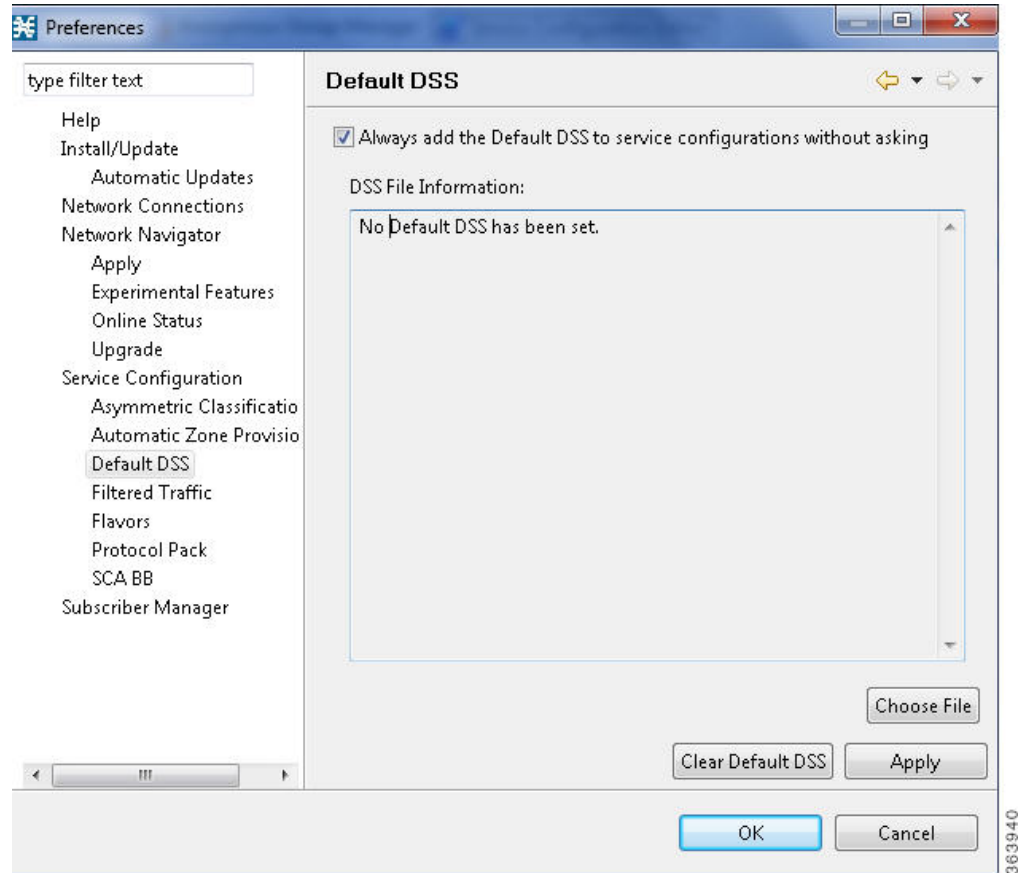 Preferences
type filter text
Help
Install/Update
Automatic Updates
Network Connections
Network Navigator
Apply
Experimental Features
Online Status
Upgrade
Service Configuration
Asymmetric Classificatio
Automatic Zone Provisio
Default DSS
Filtered Traffic
Flavors
Protocol Pack
SCA BB
Subscriber Manager
Default DSS
Always add the Default DSS to service configurations without asking
DSS File Information:
No Default DSS has been set.
Choose File
Clear Default DSS
Apply
OK
Cancel
363940